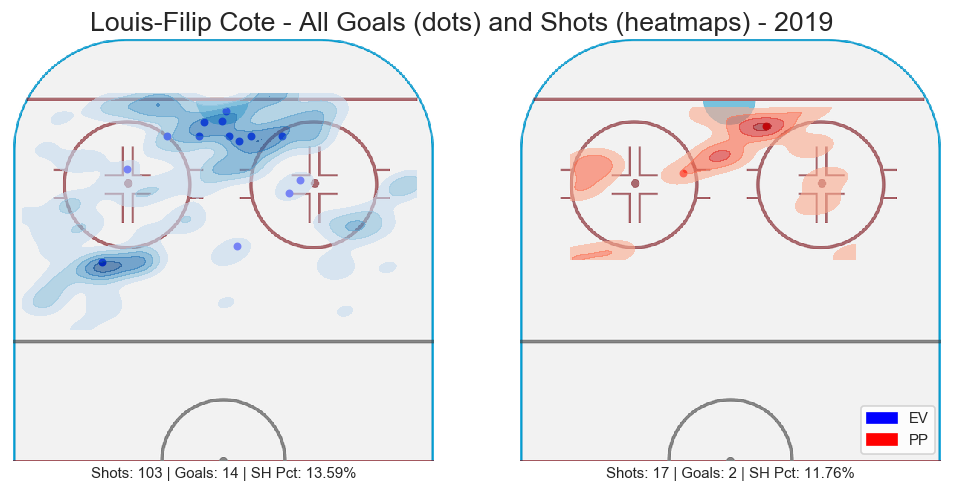 Louis-Filip Cote - All Goals (dots) and Shots (heatmaps) - 2019
EV
PP
Shots: 103 | Goals: 14 | SH Pct: 13.59%
Shots: 17 | Goals: 2 | SH Pct: 11.76%